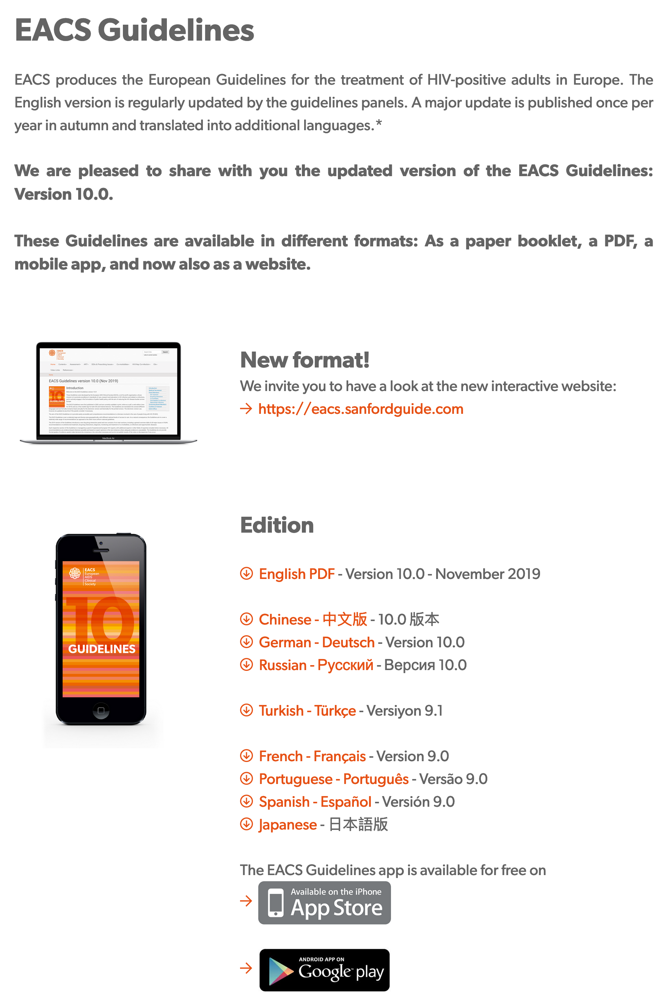 EACS Guidelines
EACS produces the European Guidelines for the treatment of HIV-positive adults in Europe. The
English version is regularly updated by the guidelines panels. A major update is published once per
year in autumn and translated into additional languages.*
We are pleased to share with you the updated version of the EACS Guidelines:
Version 10.0.
These Guidelines are available in different formats: As a paper booklet, a PDF, a
mobile app, and now also as a website.
EACS
European
AIDS
Clinical
Society
Search
Home Contents Assessment ART DDIs & Prescribing Issues Co-morbidities HIV/Hep Co-infection OIs
Video Links References
Home
EACS Guidelines version 10.0 (Nov 2019)
10
GUIDELINES
Introduction
Welcome to the EACS Guidelines version 10.0!
MacBook Air
New format!
We invite you to have a look at the new interactive website:
→ https://eacs.sanfordguide.com
EACS
European
AIDS
Clinical
Society
10
GUIDELINES
Edition
English PDF - Version 10.0 - November 2019
Chinese - 中文版 - 10.0 版本
German - Deutsch - Version 10.0
Russian - Русский - Версия 10.0
Turkish - Türkçe - Versiyon 9.1
French - Français - Version 9.0
Portuguese - Português - Versão 9.0
Spanish - Español - Versión 9.0
Japanese - 日本語版
The EACS Guidelines app is available for free on
→ Available on the iPhone
App Store
→ ANDROID APP ON
Google play